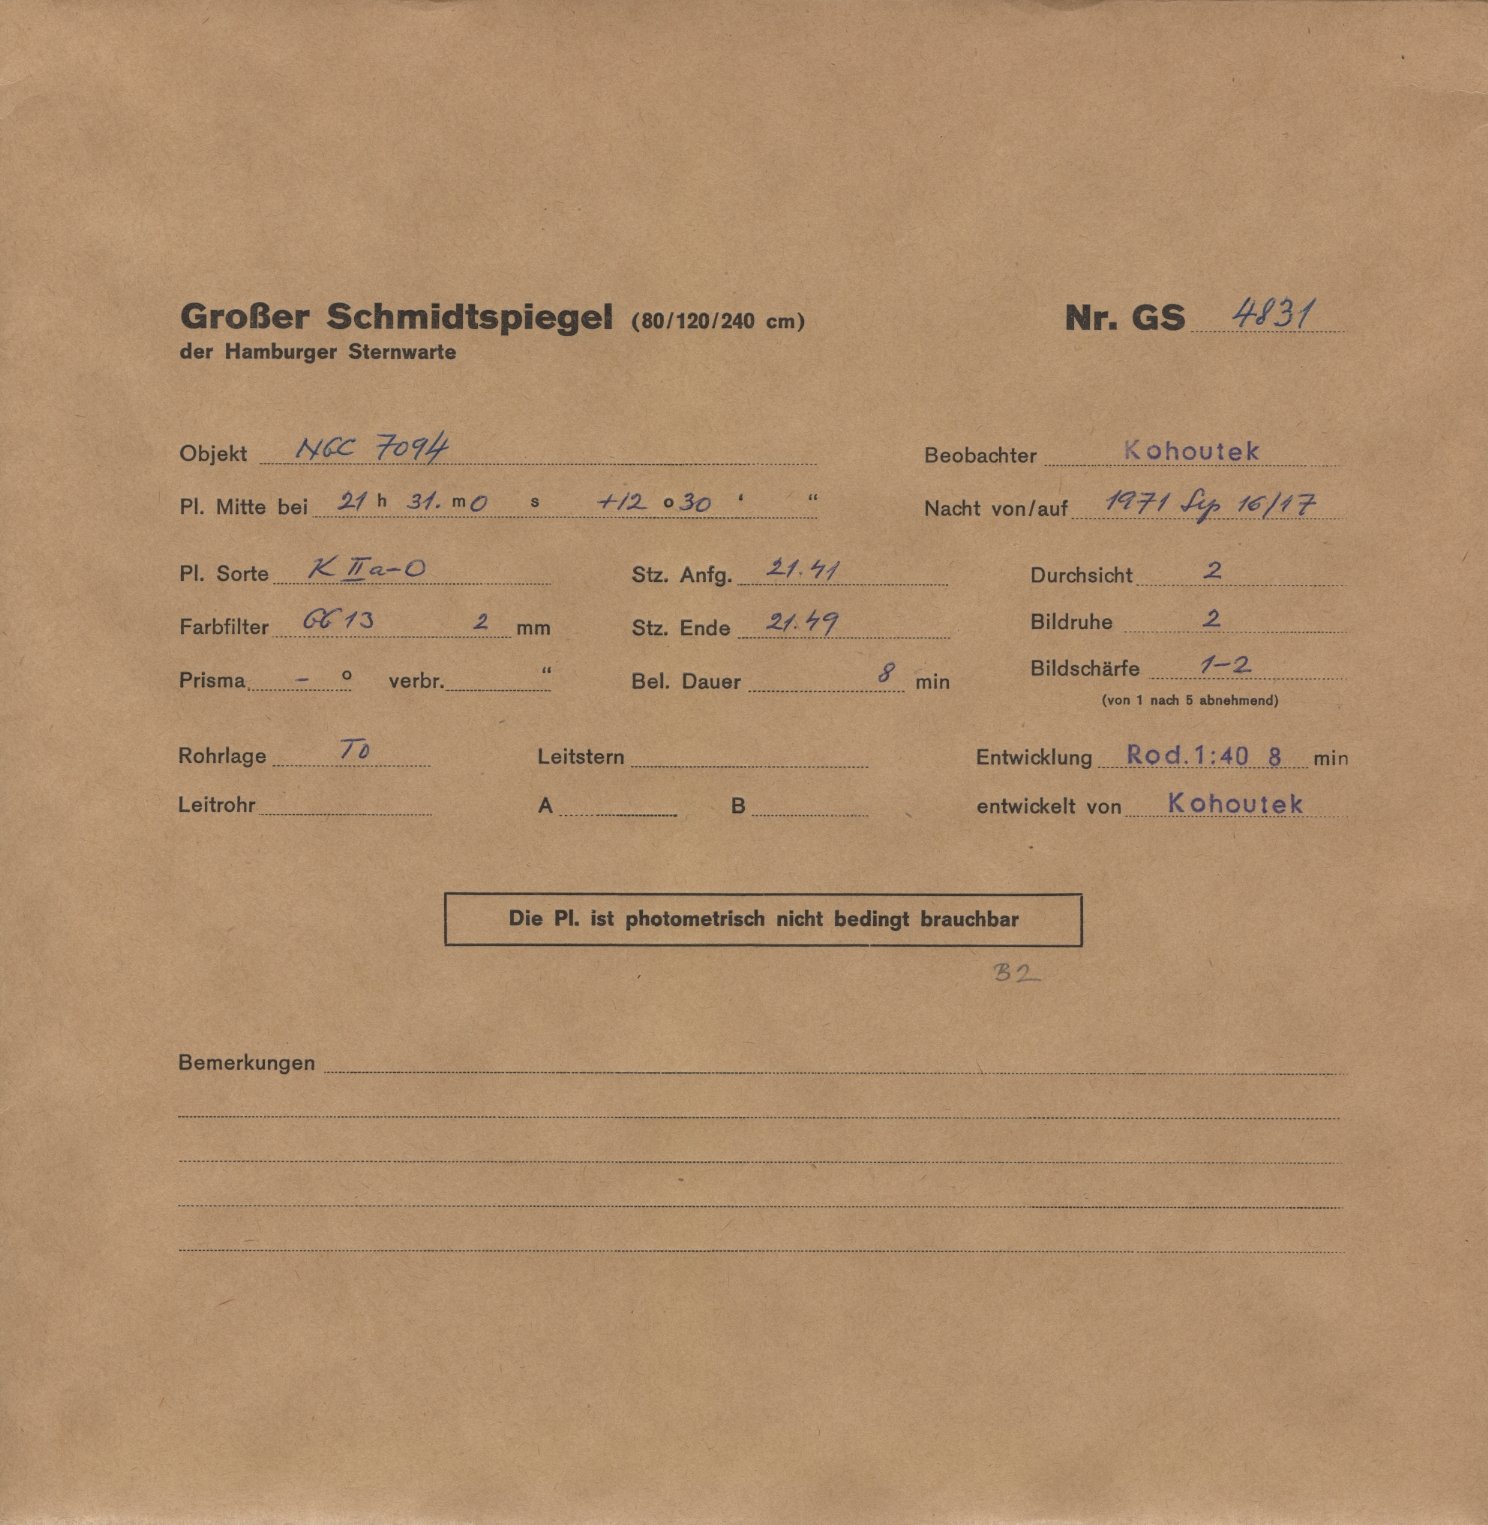 Großer Schmidtspiegel (80/120/240 cm) Nr. GS 4831
der Hamburger Sternwarte
Objekt NGC 7094 Beobachter Kohoutek
Pl. Mitte bei 21 h 31. m 0 s +12 o 30 ‘ “ Nacht von/auf 1971 Sep 16/17
Pl. Sorte K IIa-O Stz. Anfg. 21.41 Durchsicht 2
Farbfilter GG 13 2 mm Stz. Ende 21.49 Bildruhe 2
Prisma - o verbr. “ Bel. Dauer 8 min Bildschärfe 1-2
(von 1 nach 5 abnehmend)
Rohrlage TO Leitstern Entwicklung Rod.1:40 8 min
Leitrohr A B entwickelt von Kohoutek
Die Pl. ist photometrisch nicht bedingt brauchbar
B2
Bemerkungen